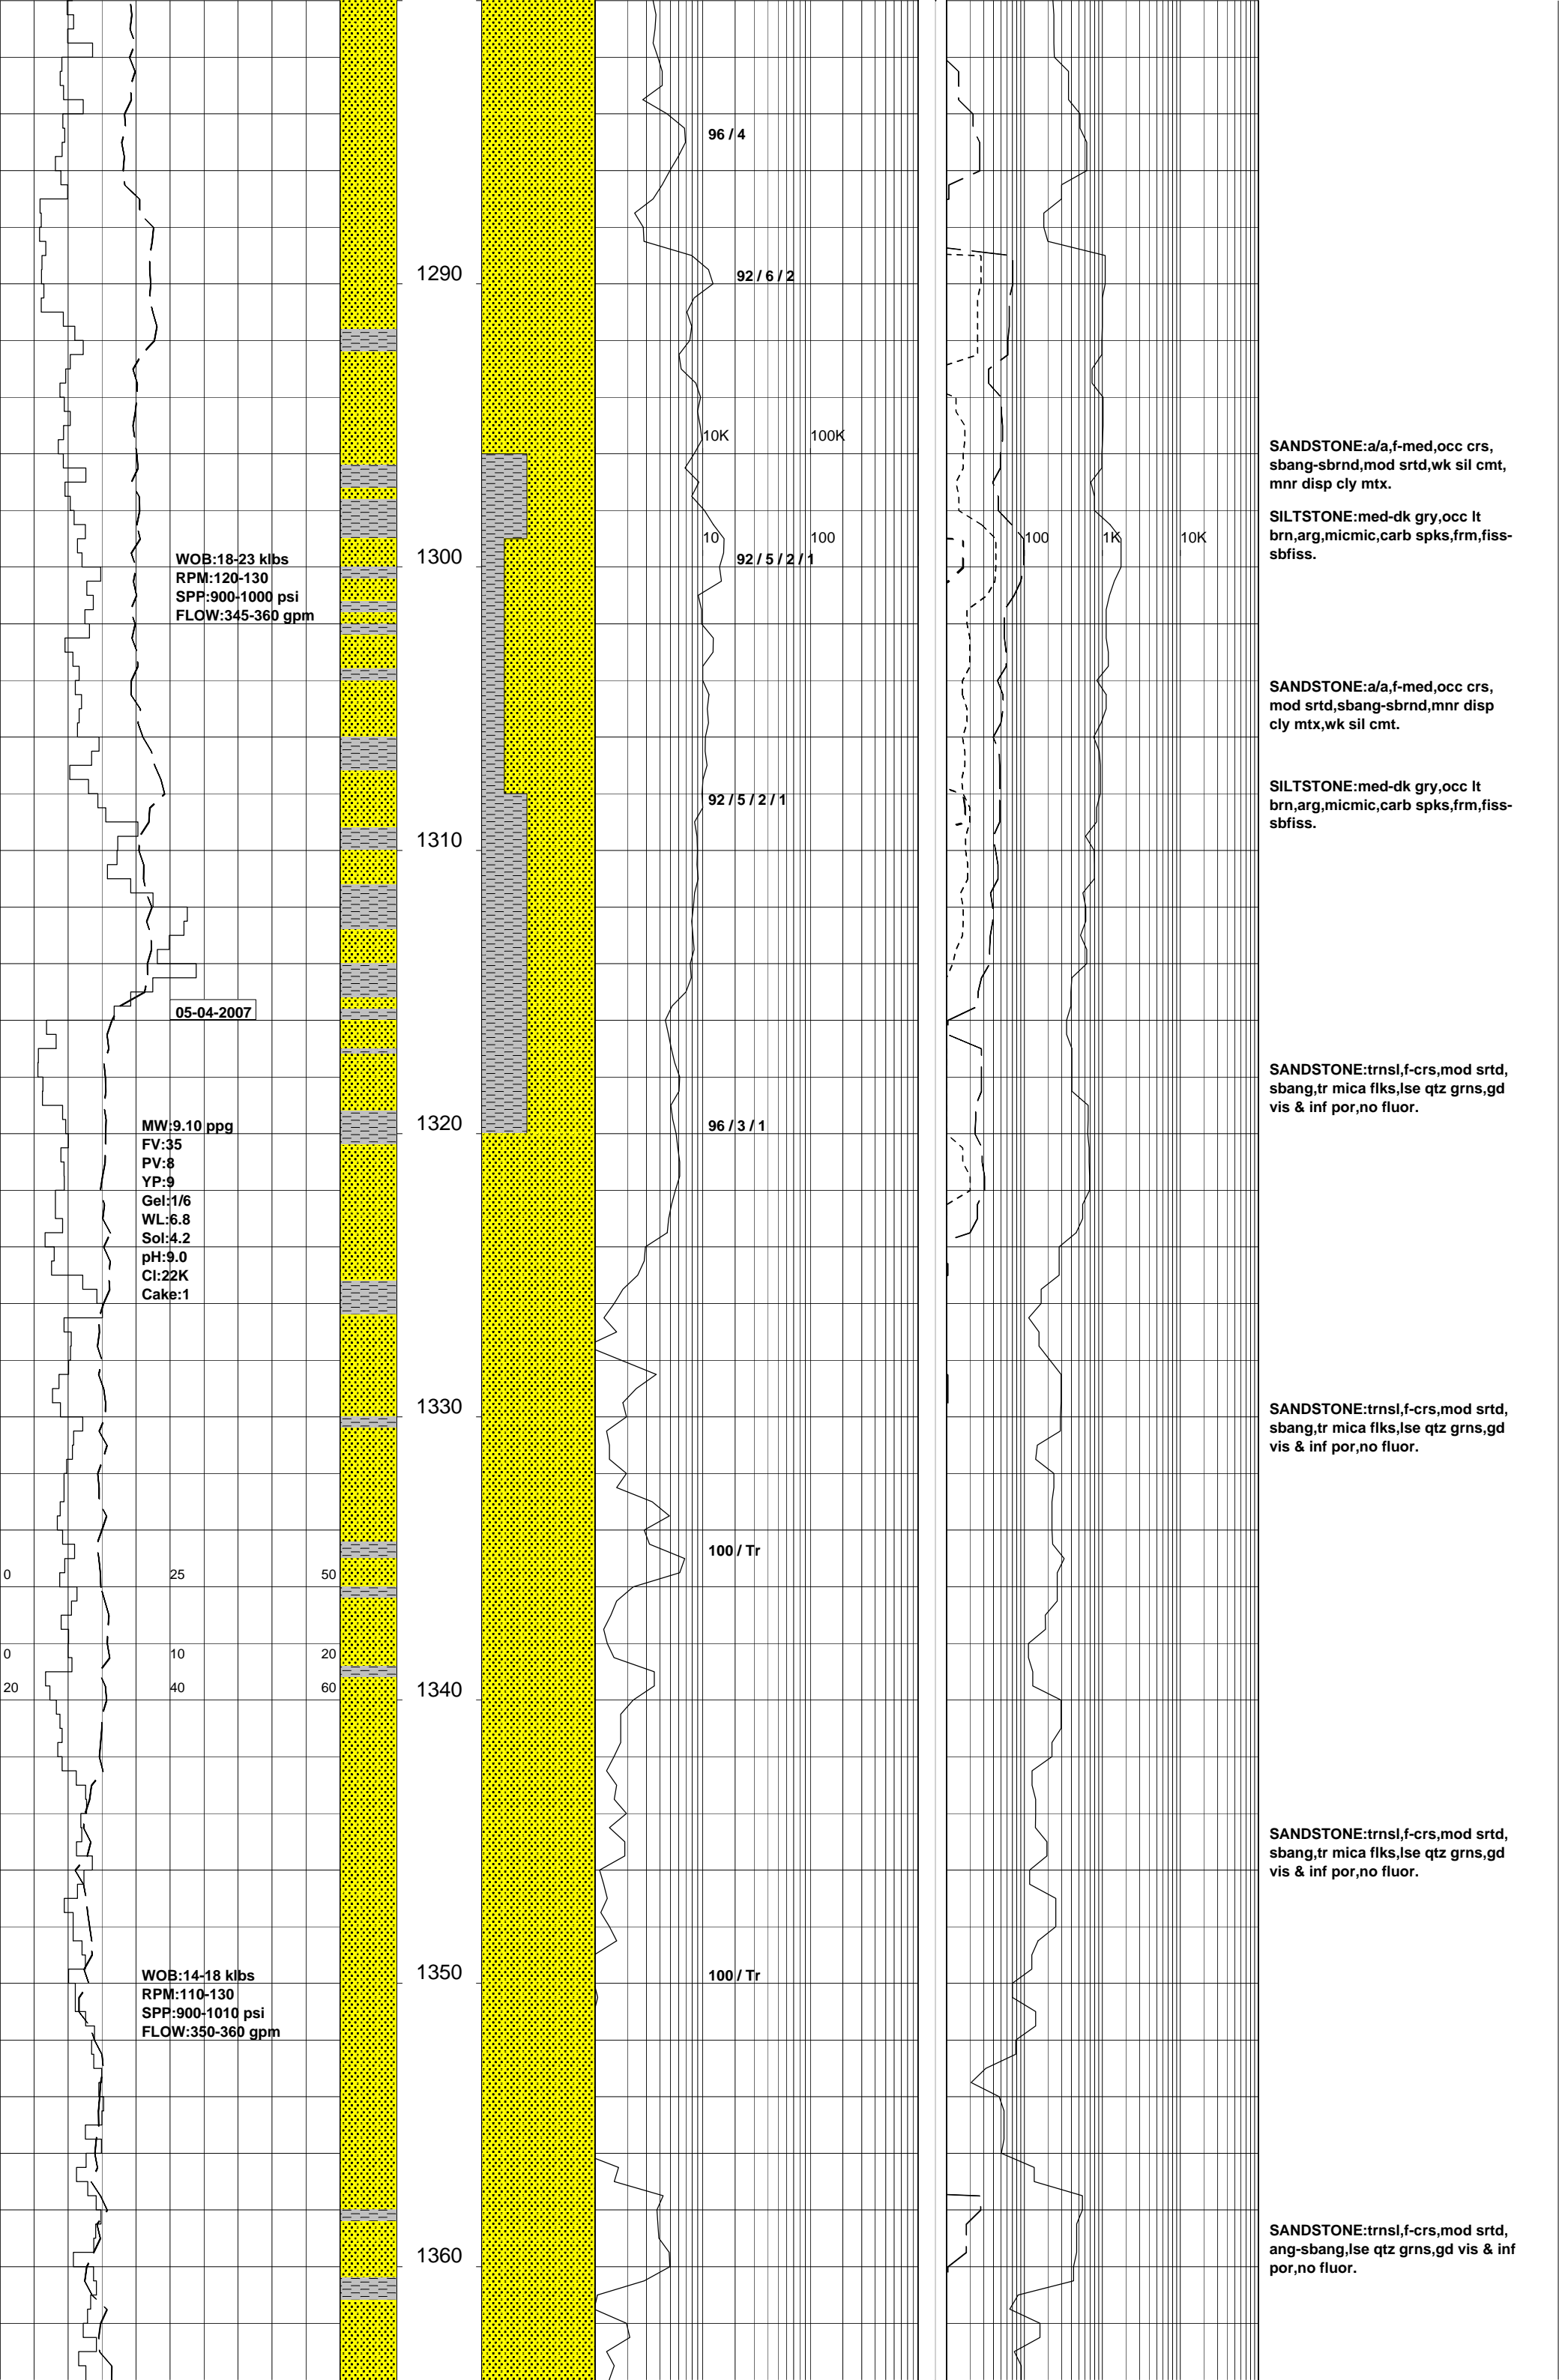 96 / 4
1290
92 / 6 / 2
10K
100K
SANDSTONE:a/a,f-med,occ crs,
sbang-sbrnd,mod srtd,wk sil cmt,
mnr disp cly mtx.
SILTSTONE:med-dk gry,occ lt
brn,arg,micmic,carb spks,frm,fiss-
sbfiss.
10
100
100
1K
10K
WOB:18-23 klbs
RPM:120-130
SPP:900-1000 psi
FLOW:345-360 gpm
1300
92 / 5 / 2 / 1
SANDSTONE:a/a,f-med,occ crs,
mod srtd,sbang-sbrnd,mnr disp
cly mtx,wk sil cmt.
SILTSTONE:med-dk gry,occ lt
brn,arg,micmic,carb spks,frm,fiss-
sbfiss.
92 / 5 / 2 / 1
1310
05-04-2007
SANDSTONE:trnsl,f-crs,mod srtd,
sbang,tr mica flks,lse qtz grns,gd
vis & inf por,no fluor.
1320
96 / 3 / 1
MW:9.10 ppg
FV:35
PV:8
YP:9
Gel:1/6
WL:6.8
Sol:4.2
pH:9.0
Cl:22K
Cake:1
1330
SANDSTONE:trnsl,f-crs,mod srtd,
sbang,tr mica flks,lse qtz grns,gd
vis & inf por,no fluor.
100 / Tr
0
25
50
0
10
20
20
40
60
1340
SANDSTONE:trnsl,f-crs,mod srtd,
sbang,tr mica flks,lse qtz grns,gd
vis & inf por,no fluor.
1350
100 / Tr
WOB:14-18 klbs
RPM:110-130
SPP:900-1010 psi
FLOW:350-360 gpm
1360
SANDSTONE:trnsl,f-crs,mod srtd,
ang-sbang,lse qtz grns,gd vis & inf
por,no fluor.